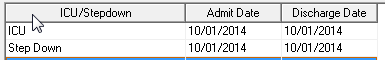 ICU/Stepdown Admit Date Discharge Date
ICU 10/01/2014 10/01/2014
Step Down 10/01/2014 10/01/2014